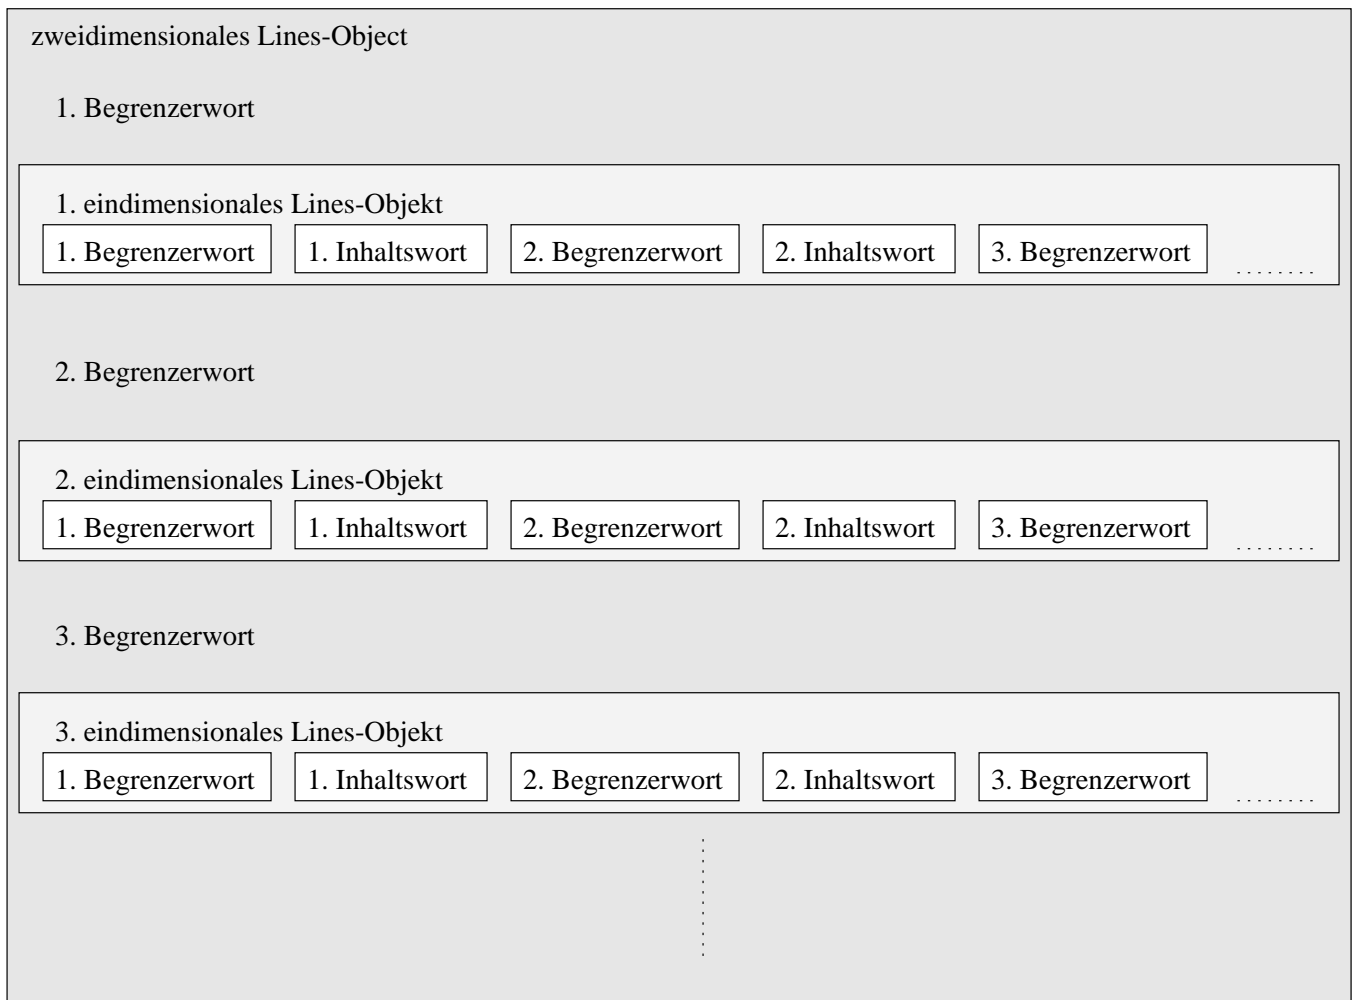 zweidimensionales Lines-Object
1. Begrenzerwort
1. eindimensionales Lines-Objekt
1. Begrenzerwort 1. Inhaltswort 2. Begrenzerwort 2. Inhaltswort 3. Begrenzerwort ........
2. Begrenzerwort
2. eindimensionales Lines-Objekt
1. Begrenzerwort 1. Inhaltswort 2. Begrenzerwort 2. Inhaltswort 3. Begrenzerwort ........
3. Begrenzerwort
3. eindimensionales Lines-Objekt
1. Begrenzerwort 1. Inhaltswort 2. Begrenzerwort 2. Inhaltswort 3. Begrenzerwort ........